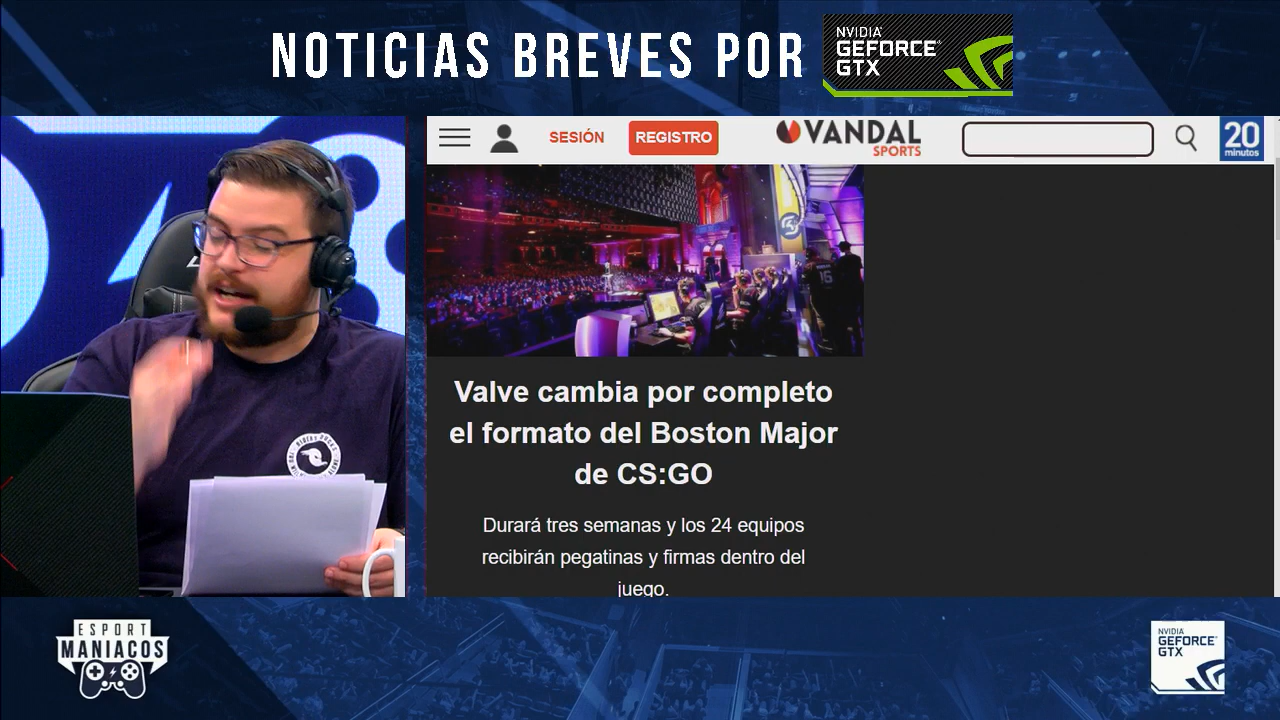 NOTICIAS BREVES POR
NVIDIA
GEFORCE
GTX
SESIÓN
REGISTRO
VANDAL
SPORTS
20
minutos
Valve cambia por completo
el formato del Boston Major
de CS:GO
Durará tres semanas y los 24 equipos
recibirán pegatinas y firmas dentro del
juego.
ESPORT
MANIACOS
NVIDIA
GEFORCE
GTX